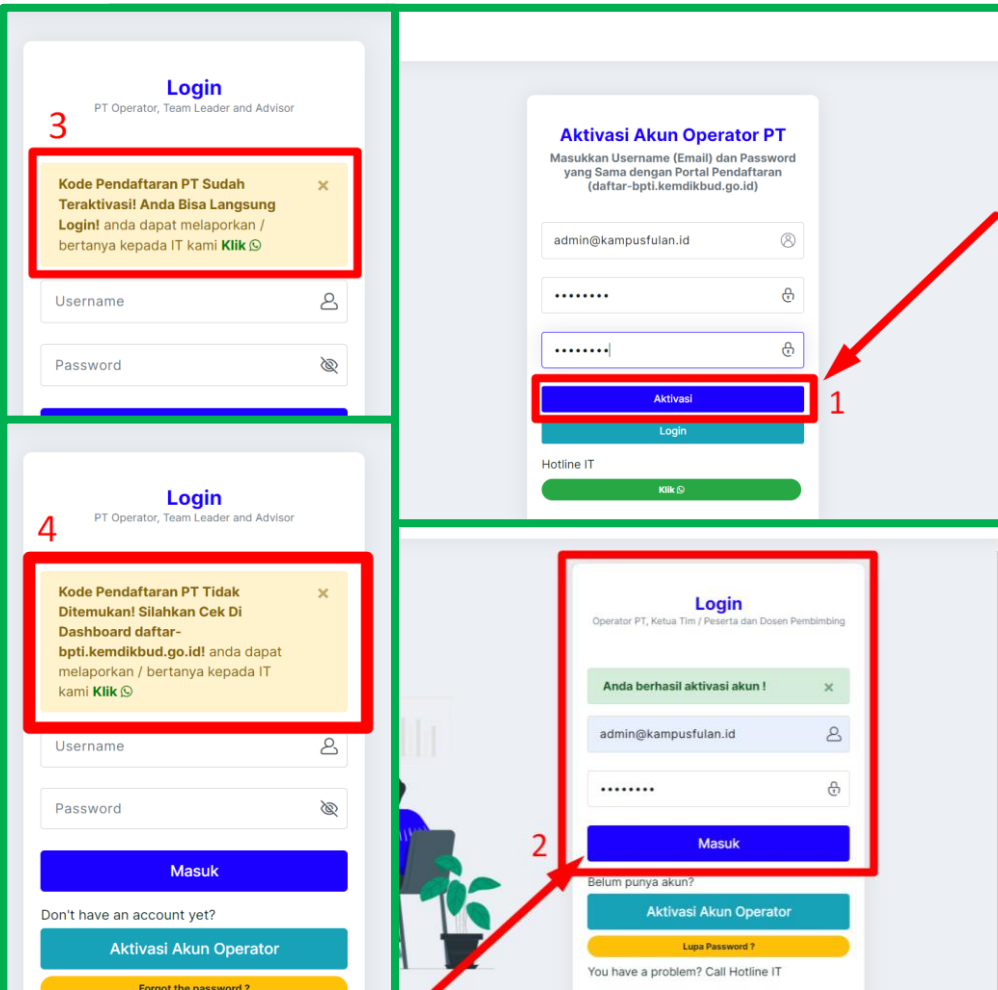 Login
PT Operator, Team Leader and Advisor
3
Kode Pendaftaran PT Sudah
Teraktivasi! Anda Bisa Langsung
Login! anda dapat melaporkan /
bertanya kepada IT kami Klik
×
Username
Password
Aktivasi Akun Operator PT
Masukkan Username (Email) dan Password
yang Sama dengan Portal Pendaftaran
(daftar-bpti.kemdikbud.go.id)
admin@kampusfulan.id
••••••••
••••••••
Aktivasi
1
Login
Hotline IT
Klik
Login
PT Operator, Team Leader and Advisor
4
Kode Pendaftaran PT Tidak
Ditemukan! Silahkan Cek Di
Dashboard daftar-
bpti.kemdikbud.go.id! anda dapat
melaporkan / bertanya kepada IT
kami Klik
×
Username
Password
Masuk
Don't have an account yet?
Aktivasi Akun Operator
Forgot the password ?
Login
Operator PT, Ketua Tim / Peserta dan Dosen Pembimbing
Anda berhasil aktivasi akun !
×
admin@kampusfulan.id
••••••••
2
Masuk
Belum punya akun?
Aktivasi Akun Operator
Lupa Password ?
You have a problem? Call Hotline IT